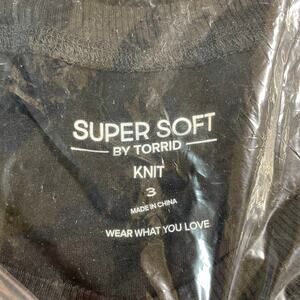 SUPER SOFT
BY TORRID
KNIT
3
MADE IN CHINA
WEAR WHAT YOU LOVE